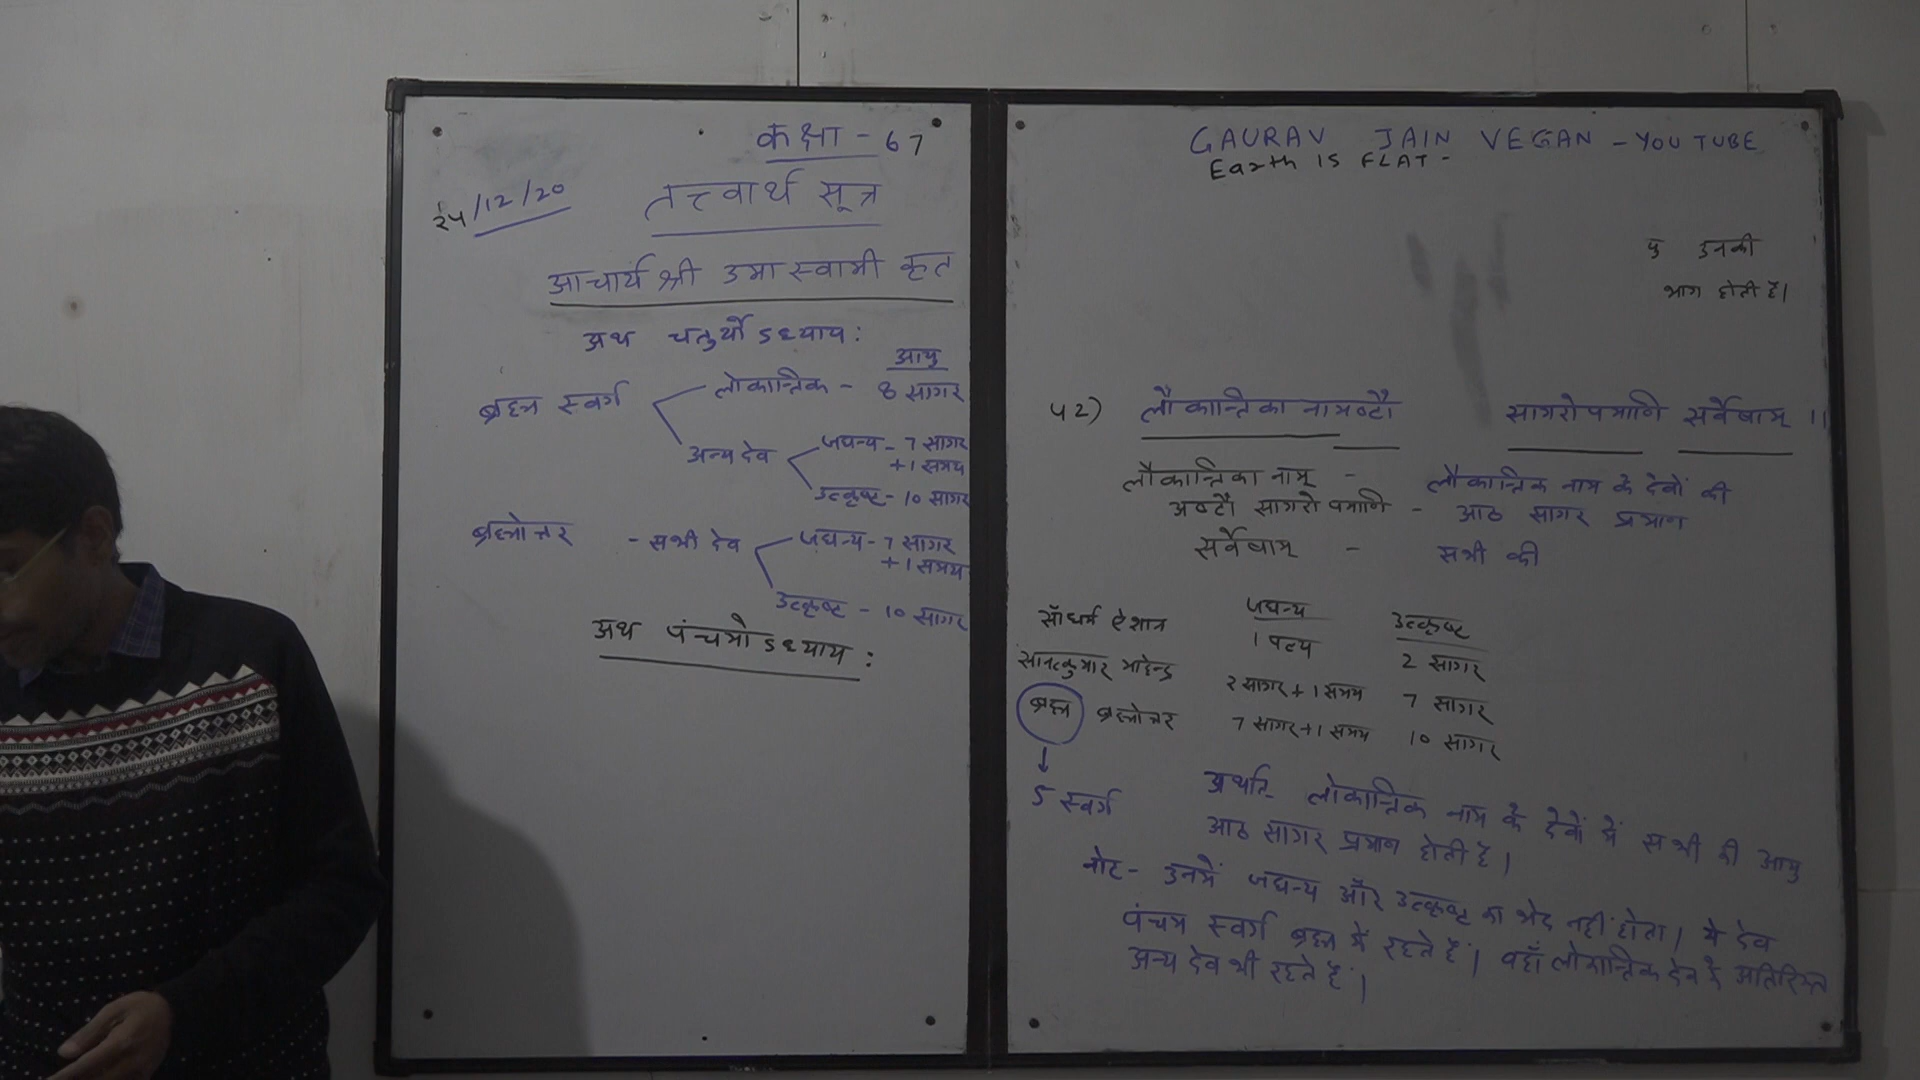 कक्षा - 67
24/12/20
तत्त्वार्थ सूत्र
आचार्य श्री उमास्वामी कृत
अथ चतुर्थोऽध्याय:
आयु
ब्रह्म स्वर्ग
लोकान्तिक - 8 सागर
अन्य देव
जघन्य - 7 सागर
+1 समय
उत्कृष्ट - 10 सागर
ब्रह्मोत्तर - सभी देव
जघन्य - 7 सागर
+1 समय
उत्कृष्ट - 10 सागर
अथ पंचमोऽध्याय:
GAURAV JAIN VEGAN - YOU TUBE
Earth IS FLAT -
उनकी
भाग होती है।
42) लौकान्तिकानामष्टौ सागरोपमाणि सर्वेषाम् ॥
लौकान्तिकानाम् - लौकान्तिक नाम के देवों की
अष्टौ सागरोपमाणि - आठ सागर प्रमाण
सर्वेषाम् - सभी की
जघन्य उत्कृष्ट
सौधर्म ऐशान 1 पल्य 2 सागर
सानत्कुमार माहेन्द्र 2 सागर + 1 समय 7 सागर
ब्रह्म ब्रह्मोत्तर 7 सागर + 1 समय 10 सागर
5 स्वर्ग
अर्थात- लोकान्तिक नाम के देवों में सभी की आयु
आठ सागर प्रमाण होती है।
नोट - उनमें जघन्य और उत्कृष्ट का भेद नहीं होता। ये देव
पंचम स्वर्ग ब्रह्म में रहते हैं। वहाँ लोकान्तिक देव के अतिरिक्त
अन्य देव भी रहते हैं।